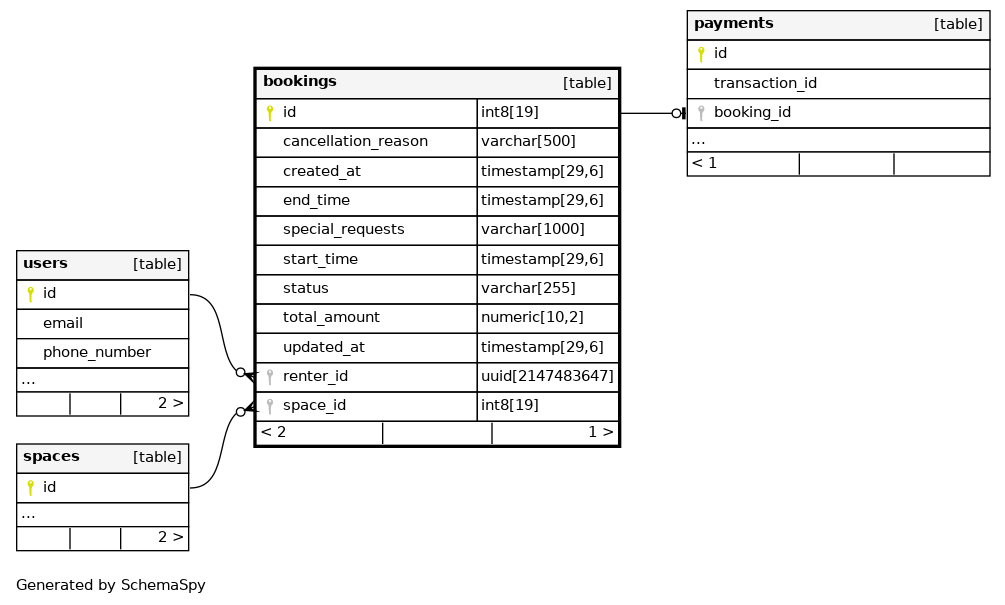 payments [table]
id
transaction_id
booking_id
...
< 1
bookings [table]
id int8[19]
cancellation_reason varchar[500]
created_at timestamp[29,6]
end_time timestamp[29,6]
special_requests varchar[1000]
start_time timestamp[29,6]
status varchar[255]
total_amount numeric[10,2]
updated_at timestamp[29,6]
renter_id uuid[2147483647]
space_id int8[19]
< 2 1 >
users [table]
id
email
phone_number
...
2 >
spaces [table]
id
...
2 >
Generated by SchemaSpy